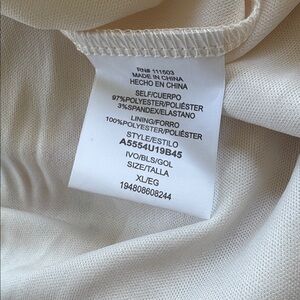 RN# 111503
MADE IN CHINA
HECHO EN CHINA
SELF/CUERPO
97%POLYESTER/POLIÉSTER
3%SPANDEX/ELASTANO
LINING/FORRO
100%POLYESTER/POLIÉSTER
STYLE/ESTILO
A5554U19B45
IVO/BLS/GOL
SIZE/TALLA
XL/EG
194808608244